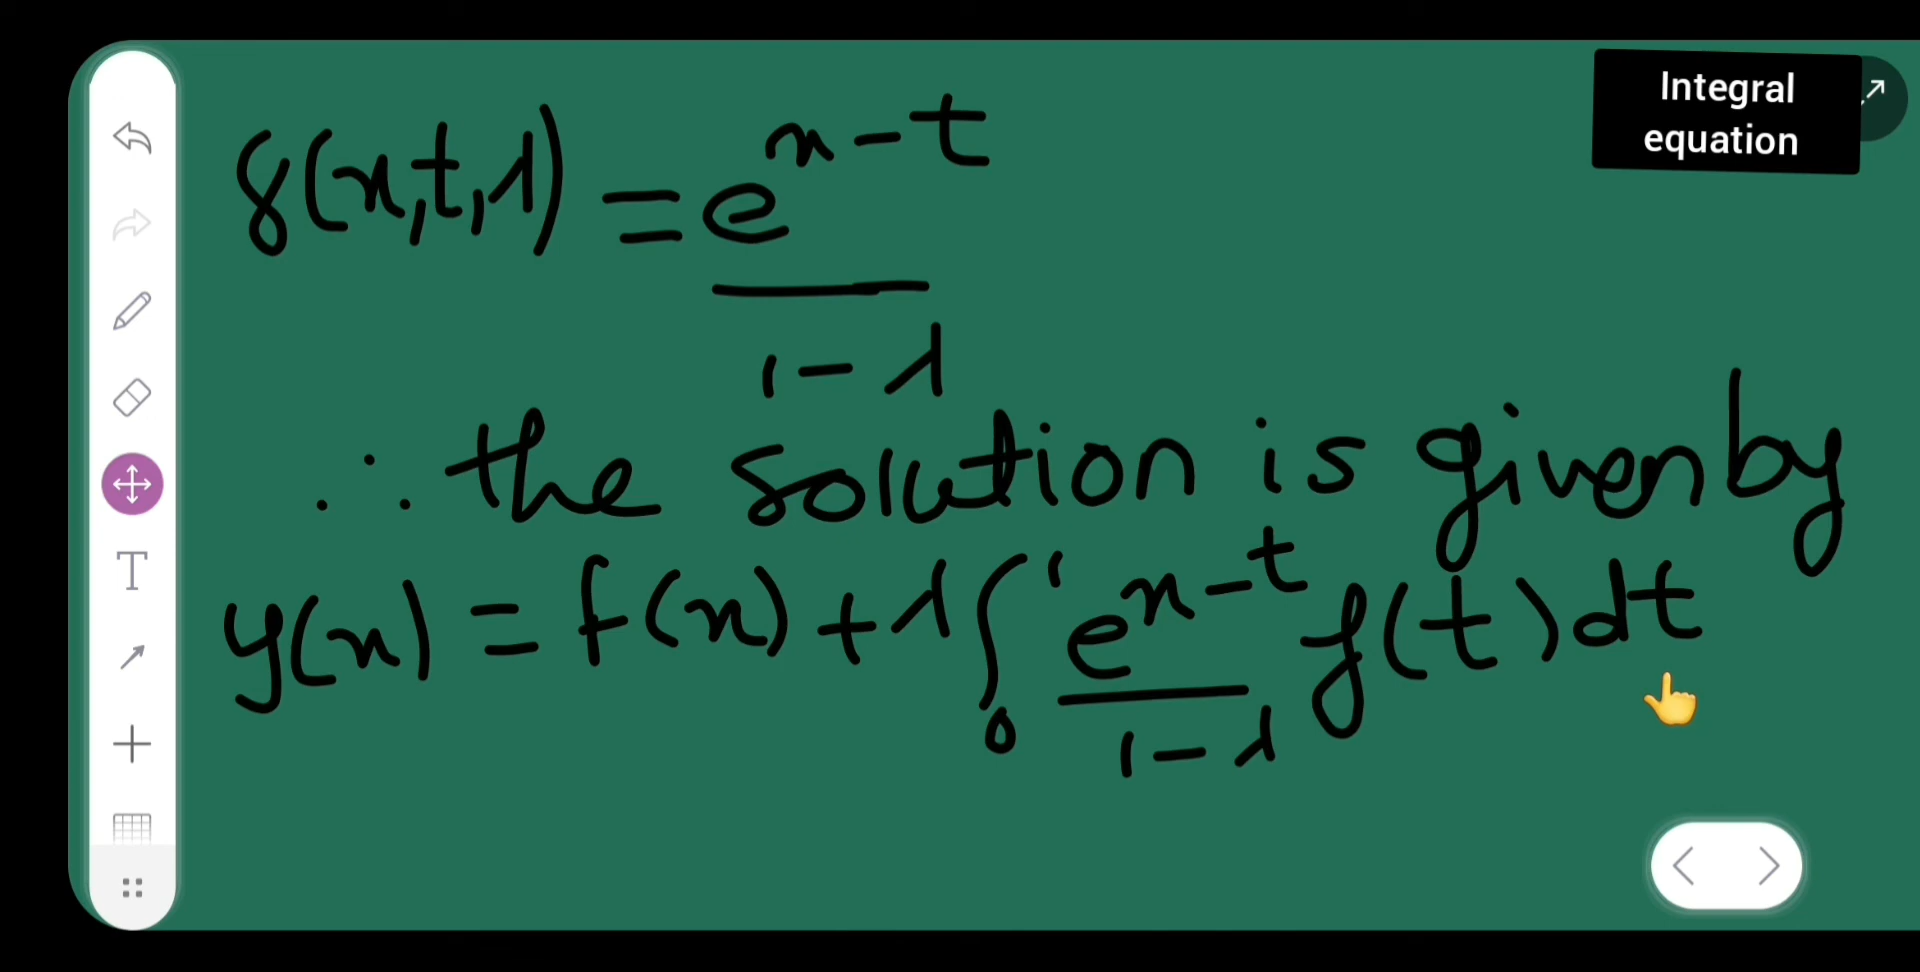 Integral
equation
γ(x,t,λ) = e^{x-t}
1-λ
∴ the solution is given by
y(x) = f(x) + λ∫₀¹ e^{x-t}/(1-λ) f(t)dt
T